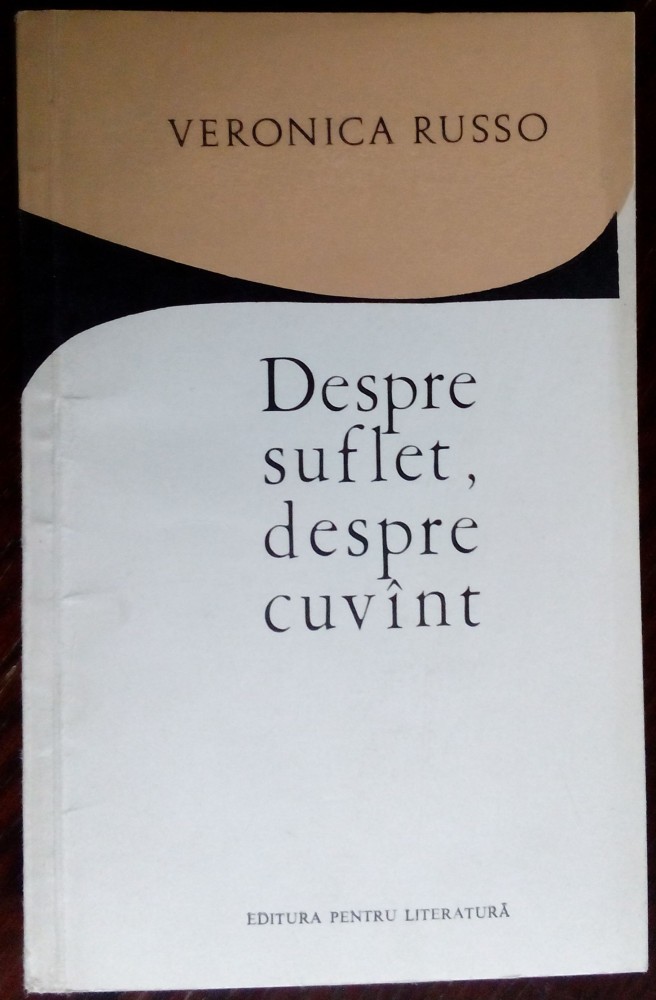 VERONICA RUSSO
Despre
suflet,
despre
cuvînt
EDITURA PENTRU LITERATURĂ